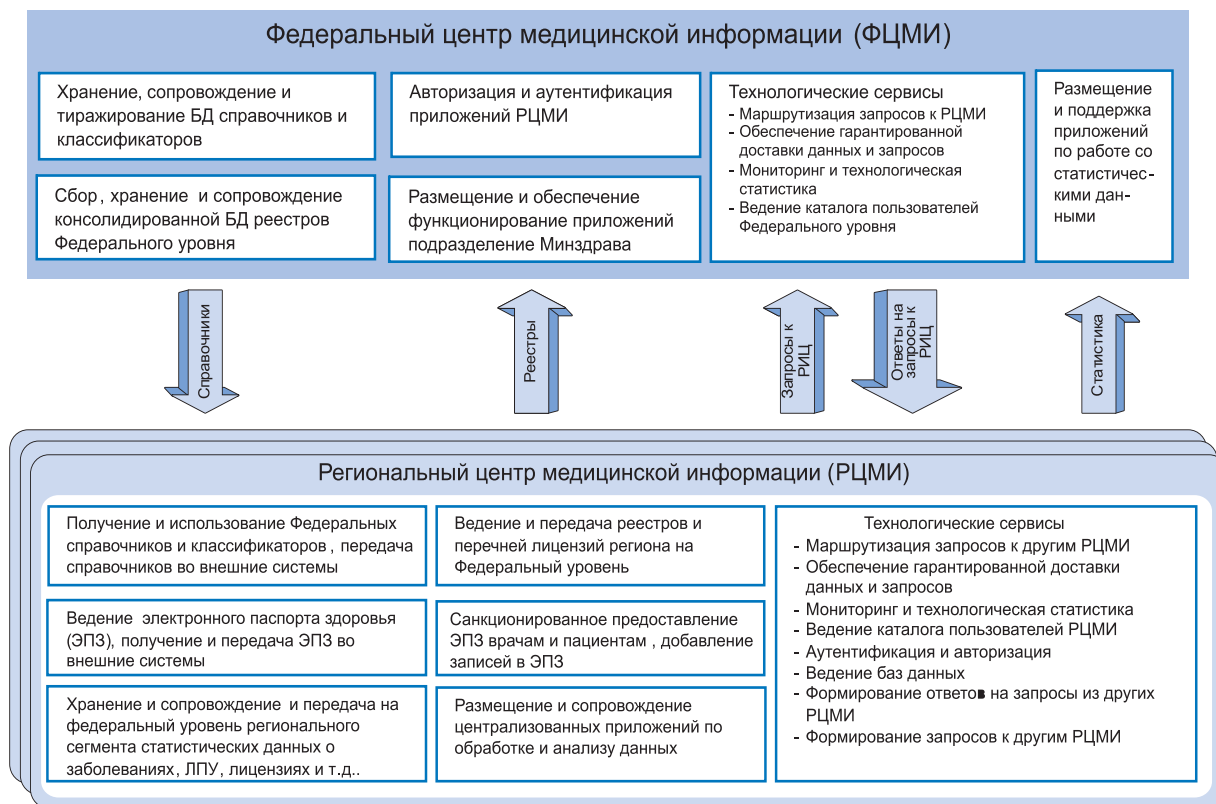 Федеральный центр медицинской информации (ФЦМИ)
Хранение, сопровождение и
тиражирование БД справочников и
классификаторов
Авторизация и аутентификация
приложений РЦМИ
Технологические сервисы
- Маршрутизация запросов к РЦМИ
- Обеспечение гарантированной
доставки данных и запросов
- Мониторинг и технологическая
статистика
- Ведение каталога пользователей
Федерального уровня
Размещение
и поддержка
приложений
по работе со
статистичес-
кими дан-
ными
Сбор , хранение и сопровождение
консолидированной БД реестров
Федерального уровня
Размещение и обеспечение
функционирование приложений
подразделение Минздрава
Справочники
Реестры
Запросы к
РИЦ
Ответы на
запросы к
РИЦ
Статистика
Региональный центр медицинской информации (РЦМИ)
Получение и использование Федеральных
справочников и классификаторов , передача
справочников во внешние системы
Ведение и передача реестров и
перечней лицензий региона на
Федеральный уровень
Технологические сервисы
- Маршрутизация запросов к другим РЦМИ
- Обеспечение гарантированной доставки
данных и запросов
- Мониторинг и технологическая статистика
- Ведение каталога пользователей РЦМИ
- Аутентификация и авторизация
- Ведение баз данных
- Формирование ответов на запросы из других
РЦМИ
- Формирование запросов к другим РЦМИ
Ведение электронного паспорта здоровья
(ЭПЗ), получение и передача ЭПЗ во
внешние системы
Санкционированное предоставление
ЭПЗ врачам и пациентам , добавление
записей в ЭПЗ
Хранение и сопровождение и передача на
федеральный уровень регионального
сегмента статистических данных о
заболеваниях, ЛПУ, лицензиях и т.д..
Размещение и сопровождение
централизованных приложений по
обработке и анализу данных